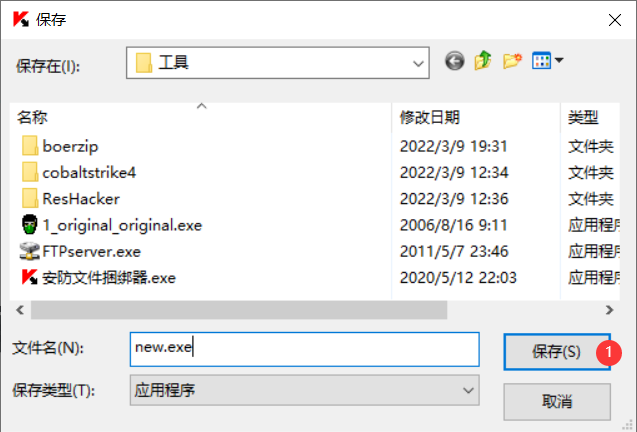 保存
保存在(I): 工具
名称 修改日期 类型
boerzip 2022/3/9 19:31 文件夹
cobaltstrike4 2022/3/9 12:34 文件夹
ResHacker 2022/3/9 12:36 文件夹
1_original_original.exe 2006/8/16 9:11 应用程
FTPserver.exe 2011/5/7 23:46 应用程
安防文件捆绑器.exe 2020/5/12 22:03 应用程
文件名(N): new.exe 保存(S) 1
保存类型(T): 应用程序 取消